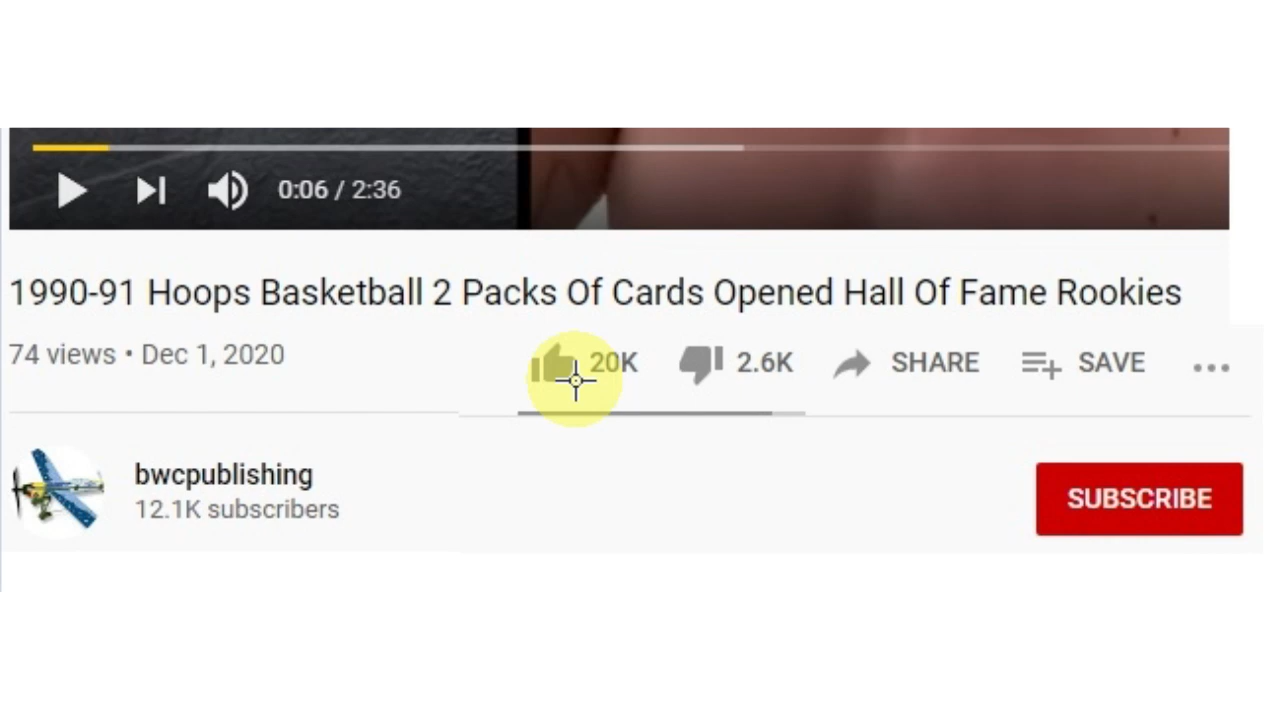 0:06 / 2:36
1990-91 Hoops Basketball 2 Packs Of Cards Opened Hall Of Fame Rookies
74 views • Dec 1, 2020 20K 2.6K SHARE SAVE
bwcpublishing
12.1K subscribers
SUBSCRIBE